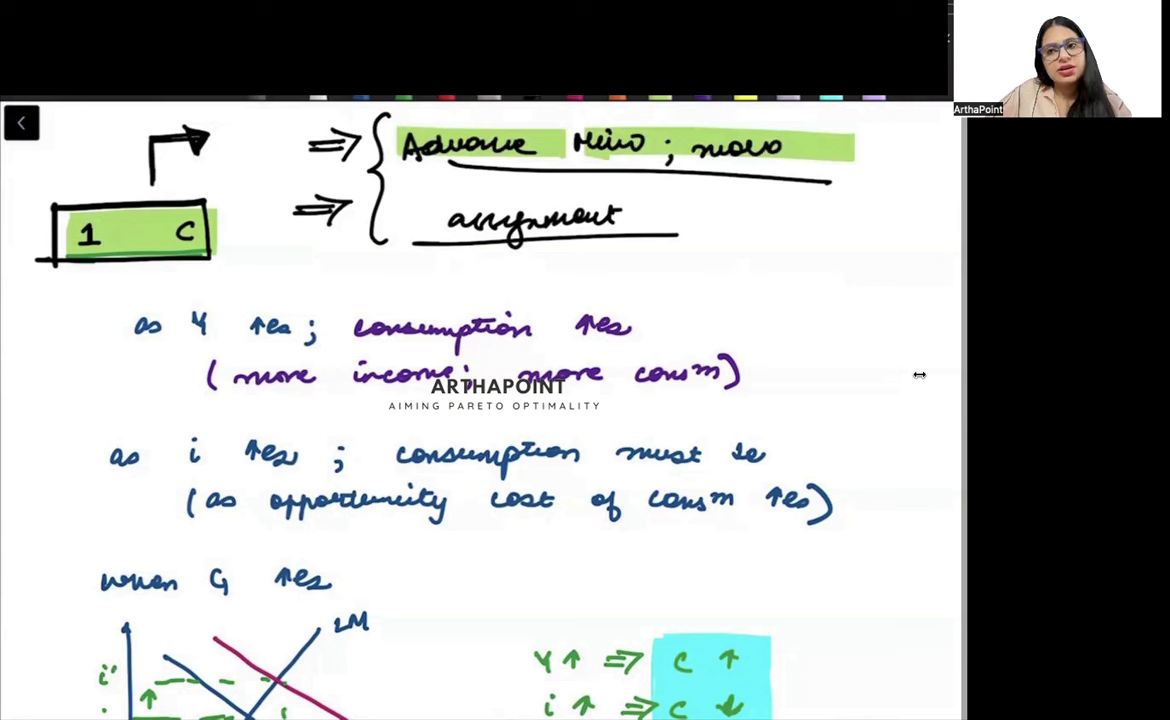 ArthaPoint
⇒ { Advance Micro ; macro
⇒ assignment
1 C
as Y ↑es ; consumption ↑es
(more income; more consm)
ARTHAPOINT
AIMING PARETO OPTIMALITY
as i ↑es ; consumption must ↓e
(as opportunity cost of consm ↑es)
when G ↑es
LM
i' ↑
i
Y ↑ ⇒ C ↑
i ↑ ⇒ C ↓